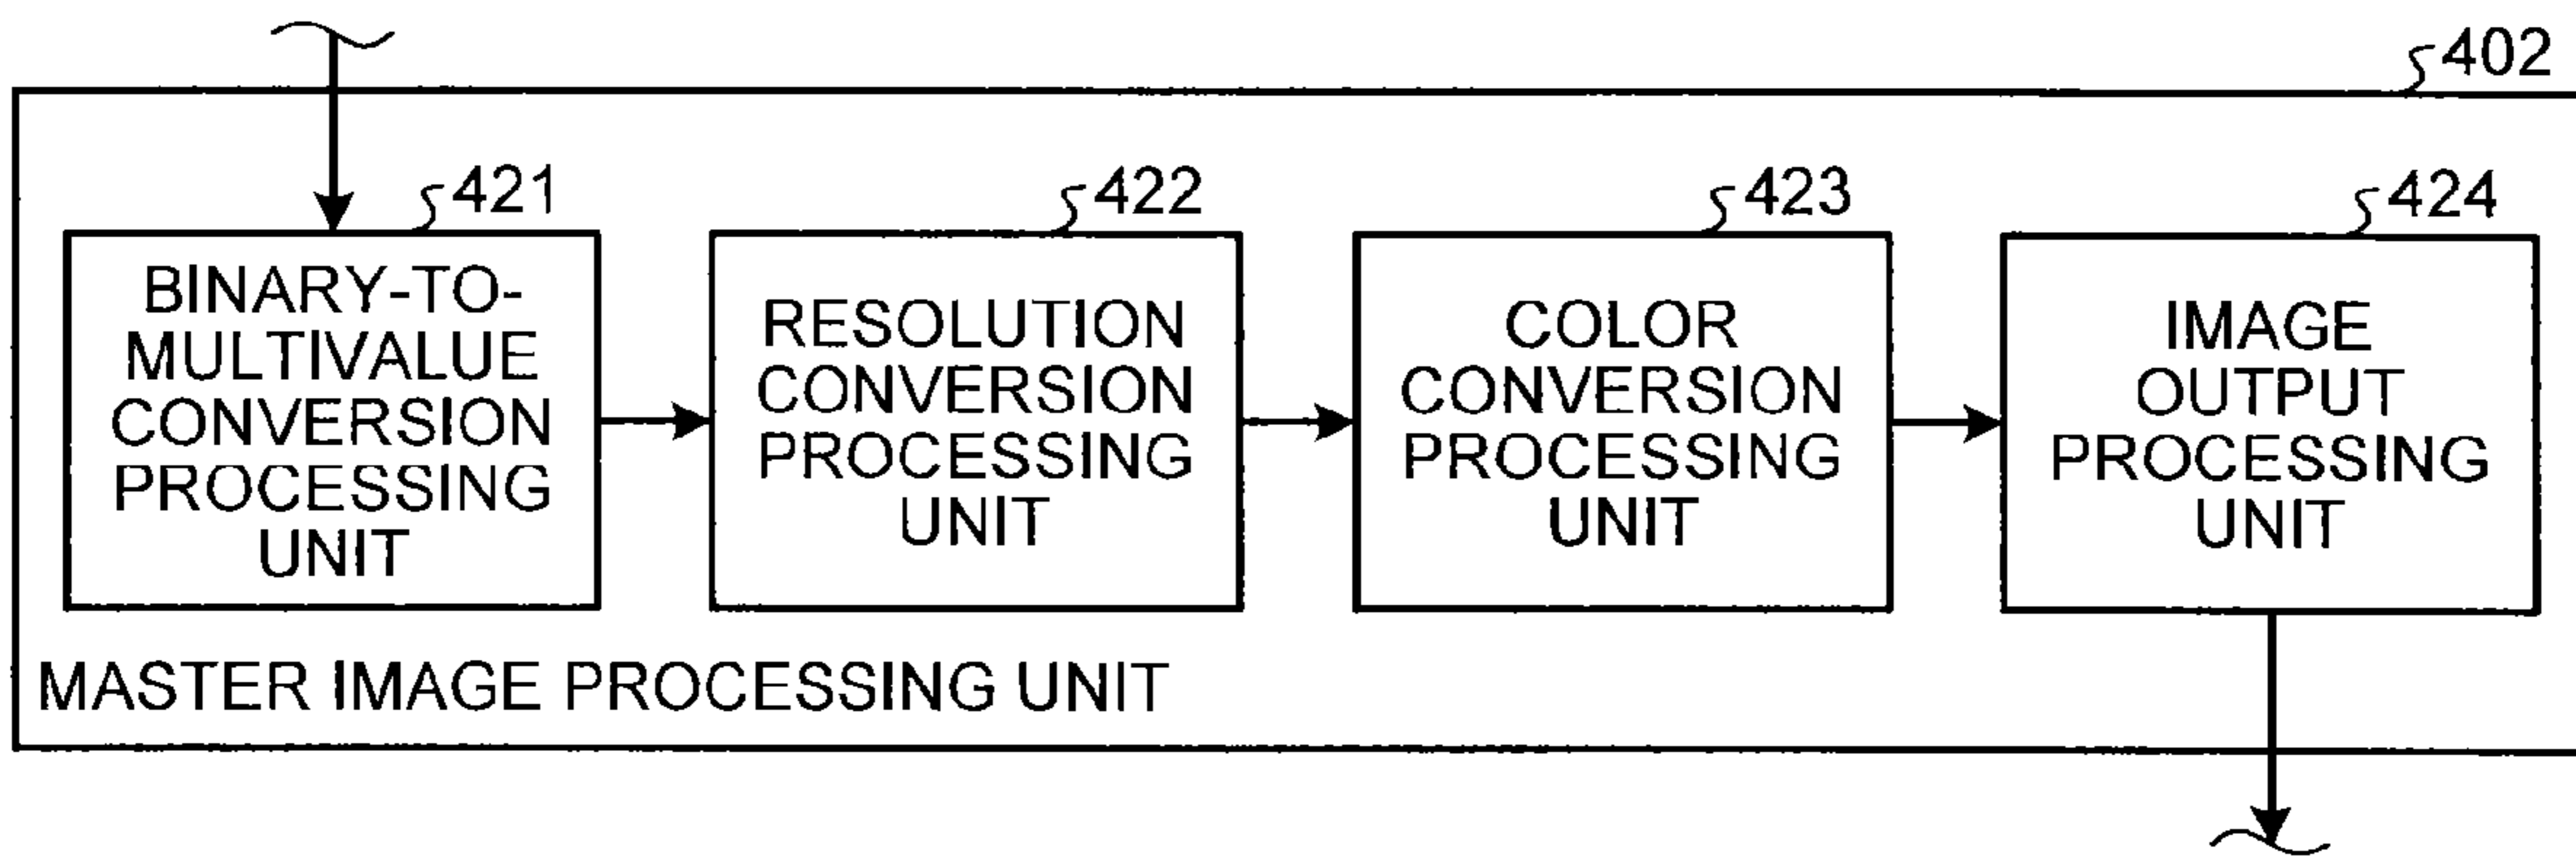 402
421
BINARY-TO-
MULTIVALUE
CONVERSION
PROCESSING
UNIT
422
RESOLUTION
CONVERSION
PROCESSING
UNIT
423
COLOR
CONVERSION
PROCESSING
UNIT
424
IMAGE
OUTPUT
PROCESSING
UNIT
MASTER IMAGE PROCESSING UNIT